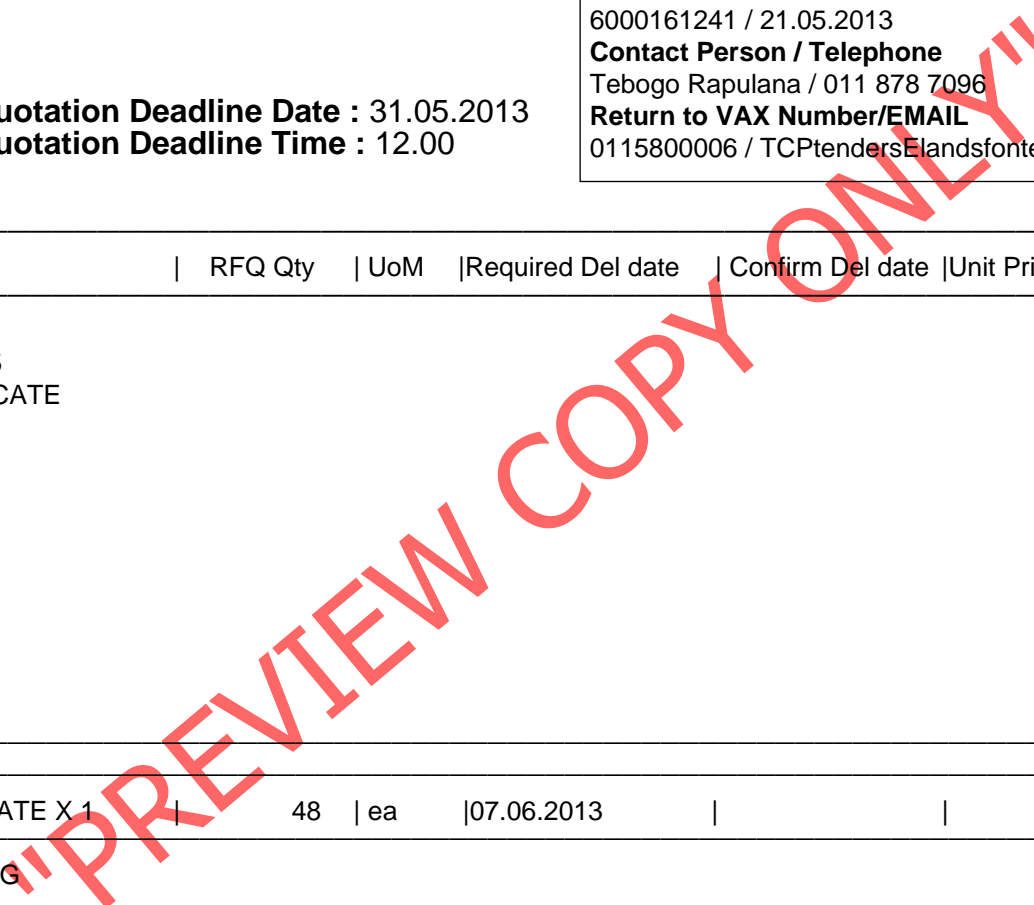 6000161241 / 21.05.2013
Contact Person / Telephone
Tebogo Rapulana / 011 878 7096
uotation Deadline Date : 31.05.2013
Return to VAX Number/EMAIL
uotation Deadline Time : 12.00
0115800006 / TCPtendersElandsfonte
| RFQ Qty | UoM |Required Del date | Confirm Del date |Unit Pri
CATE
"PREVIEW COPY ONLY"
ATE X 1 | 48 | ea |07.06.2013 | |
G